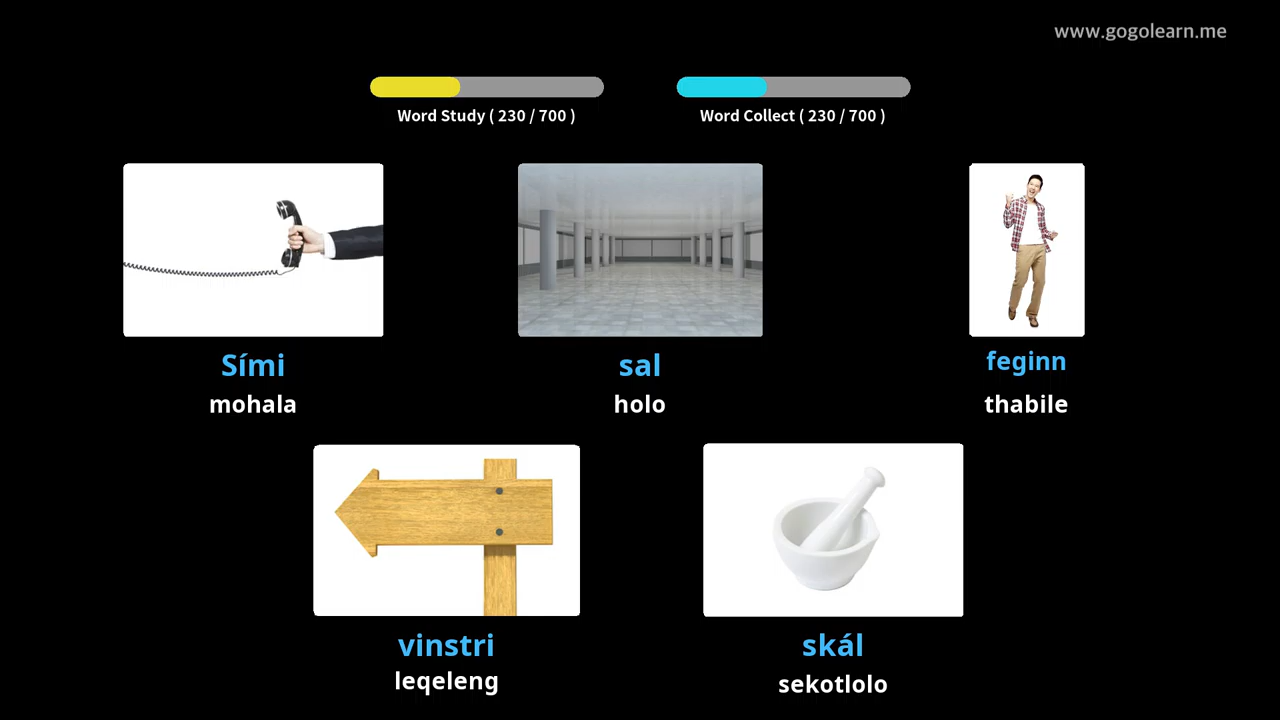 www.gogolearn.me
Word Study ( 230 / 700 )
Word Collect ( 230 / 700 )
Sími
mohala
sal
holo
feginn
thabile
vinstri
leqeleng
skál
sekotlolo